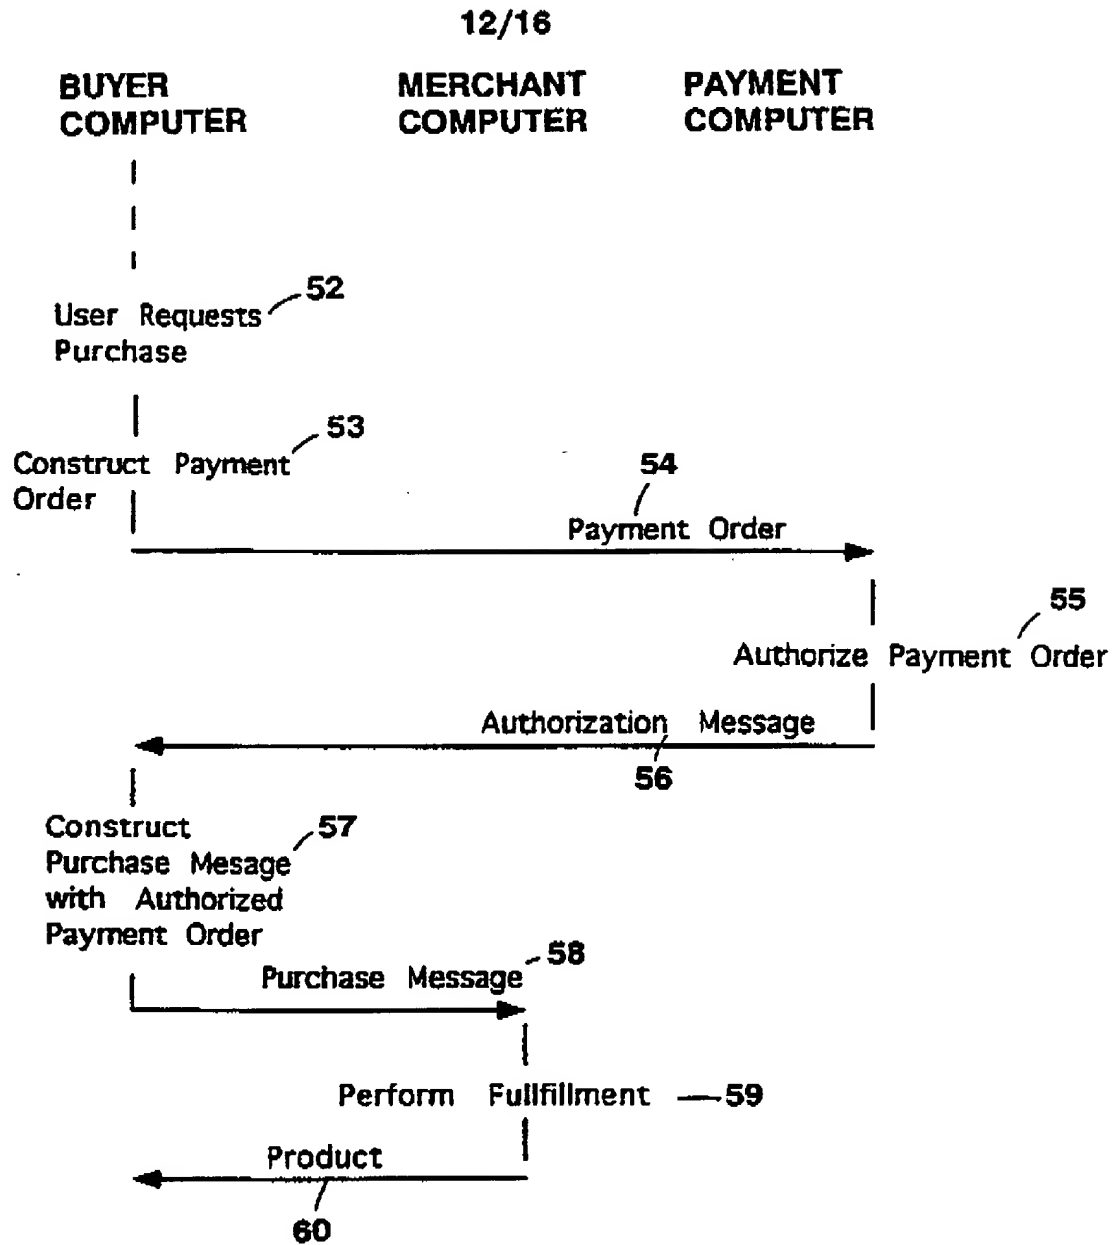 12/16
BUYER
COMPUTER
MERCHANT
COMPUTER
PAYMENT
COMPUTER
52
User Requests
Purchase
53
Construct Payment
Order
54
Payment Order
55
Authorize Payment Order
Authorization Message
56
57
Construct
Purchase Mesage
with Authorized
Payment Order
58
Purchase Message
Perform Fullfillment
59
Product
60